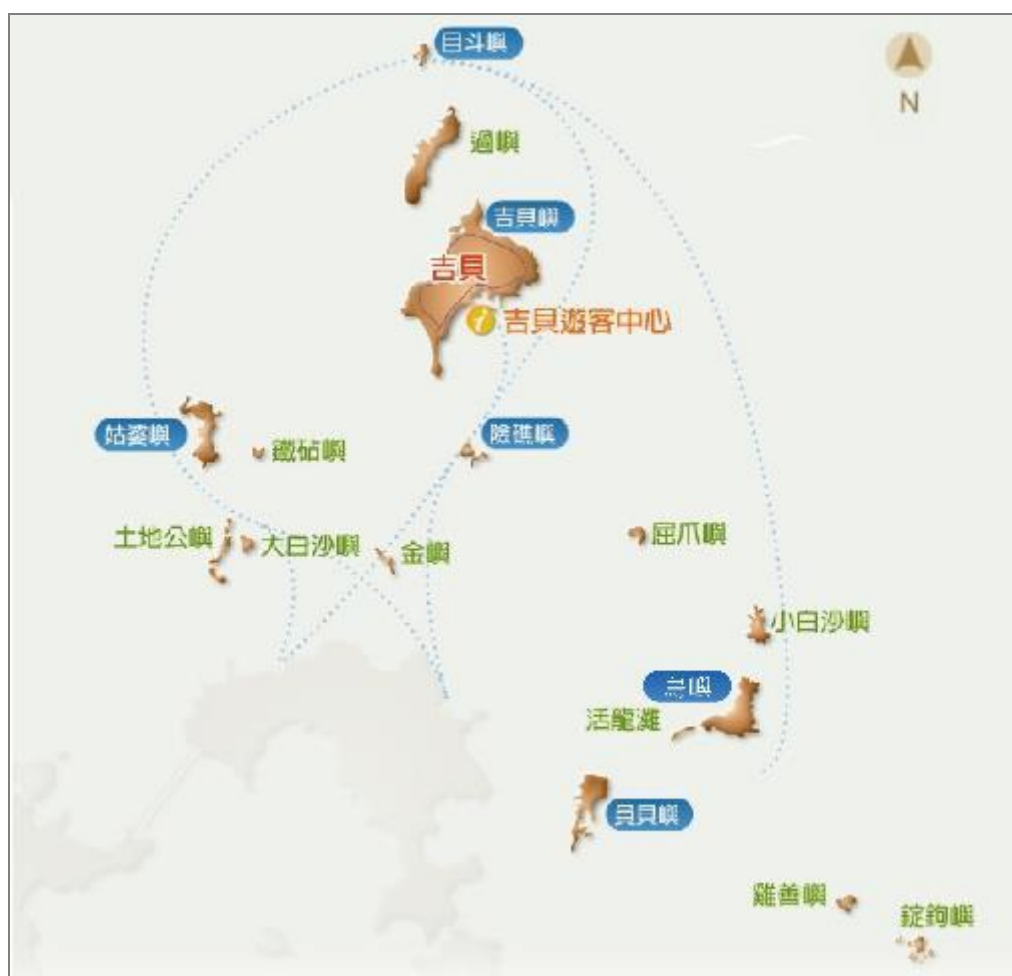 目斗嶼
N
過嶼
吉貝嶼
吉貝
吉貝遊客中心
姑婆嶼
鐵砧嶼
險礁嶼
土地公嶼
大白沙嶼
金嶼
屈爪嶼
小白沙嶼
鳥嶼
活龍灘
員貝嶼
雞善嶼
錠鉤嶼